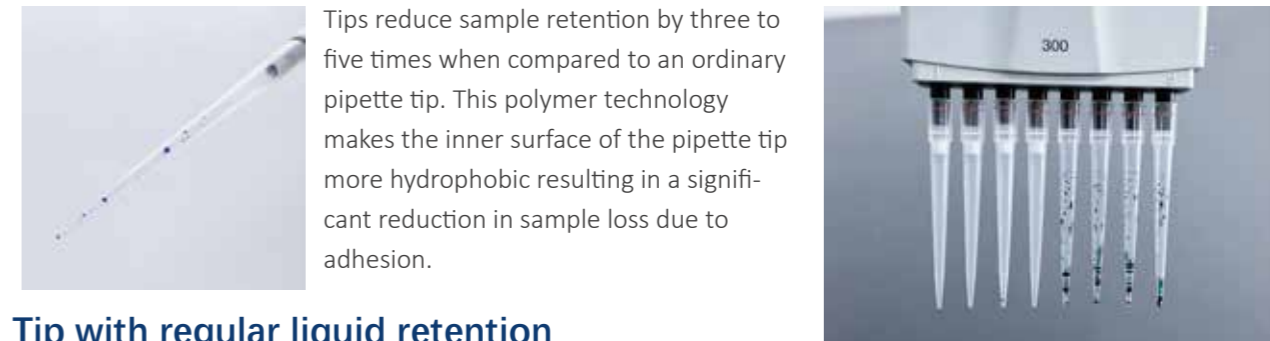 Tips reduce sample retention by three to
five times when compared to an ordinary
pipette tip. This polymer technology
makes the inner surface of the pipette tip
more hydrophobic resulting in a signifi-
cant reduction in sample loss due to
adhesion.
300
Tip with regular liquid retention